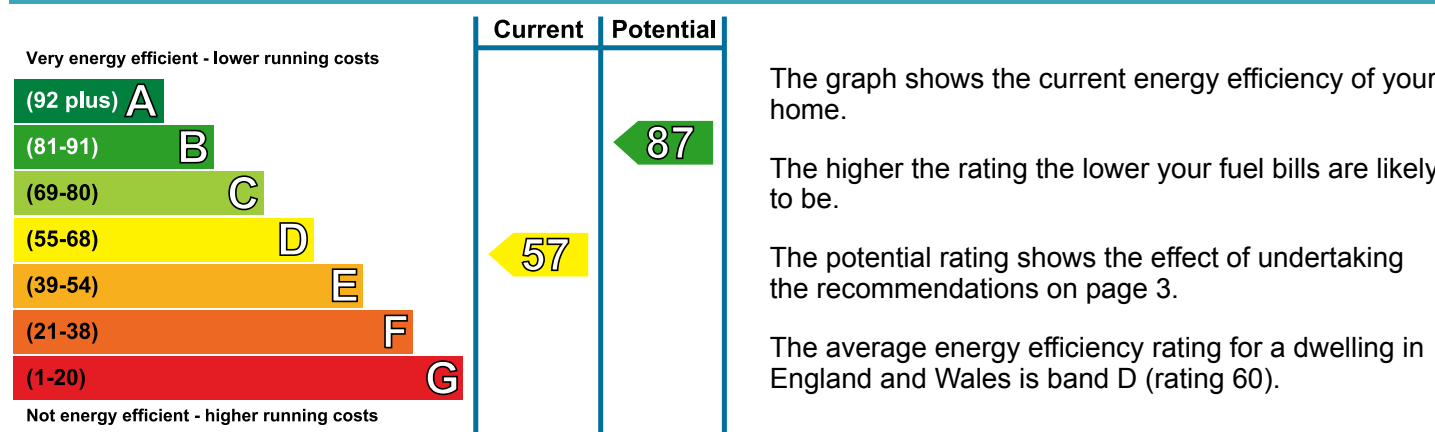 Current Potential
Very energy efficient - lower running costs
(92 plus) A
(81-91) B
87
(69-80) C
(55-68) D
57
(39-54) E
(21-38) F
(1-20) G
Not energy efficient - higher running costs
The graph shows the current energy efficiency of your
home.
The higher the rating the lower your fuel bills are likely
to be.
The potential rating shows the effect of undertaking
the recommendations on page 3.
The average energy efficiency rating for a dwelling in
England and Wales is band D (rating 60).